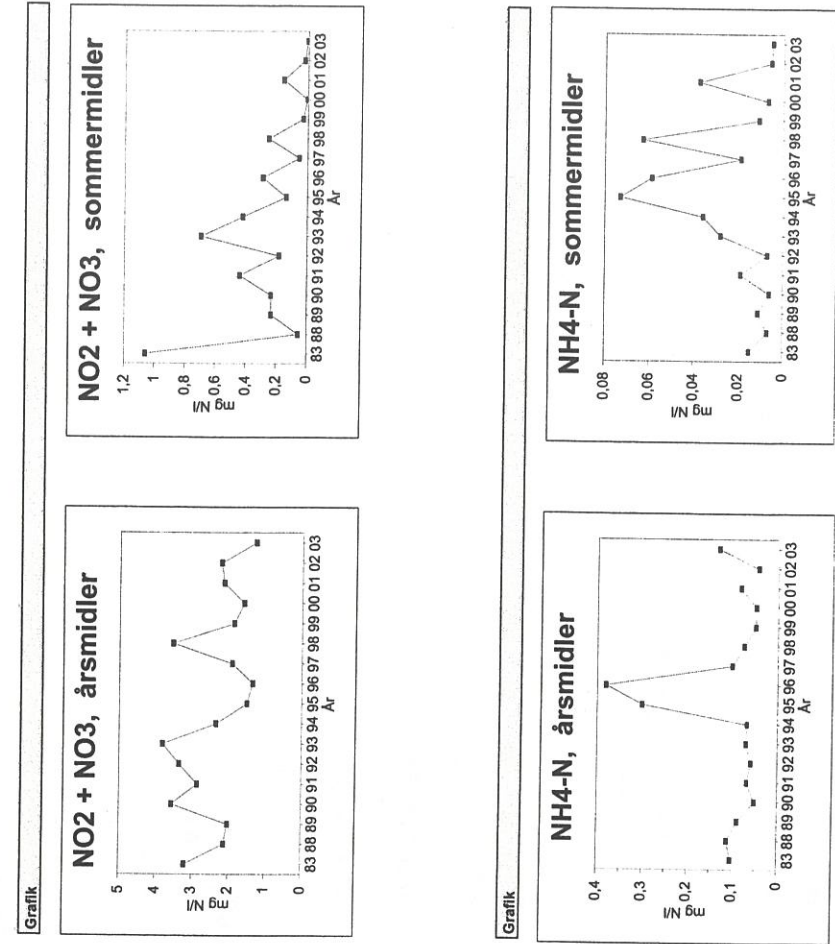 Grafik
NO2 + NO3, årsmidler
5
4
3
2
1
0
mg N/l
83 88 89 90 91 92 93 94 95 96 97 98 99 00 01 02 03
År
NO2 + NO3, sommermidler
1,2
1
0,8
0,6
0,4
0,2
0
mg N/l
83 88 89 90 91 92 93 94 95 96 97 98 99 00 01 02 03
År
Grafik
NH4-N, årsmidler
0,4
0,3
0,2
0,1
0
mg N/l
83 88 89 90 91 92 93 94 95 96 97 98 99 00 01 02 03
År
NH4-N, sommermidler
0,08
0,06
0,04
0,02
0
mg N/l
83 88 89 90 91 92 93 94 95 96 97 98 99 00 01 02 03
År